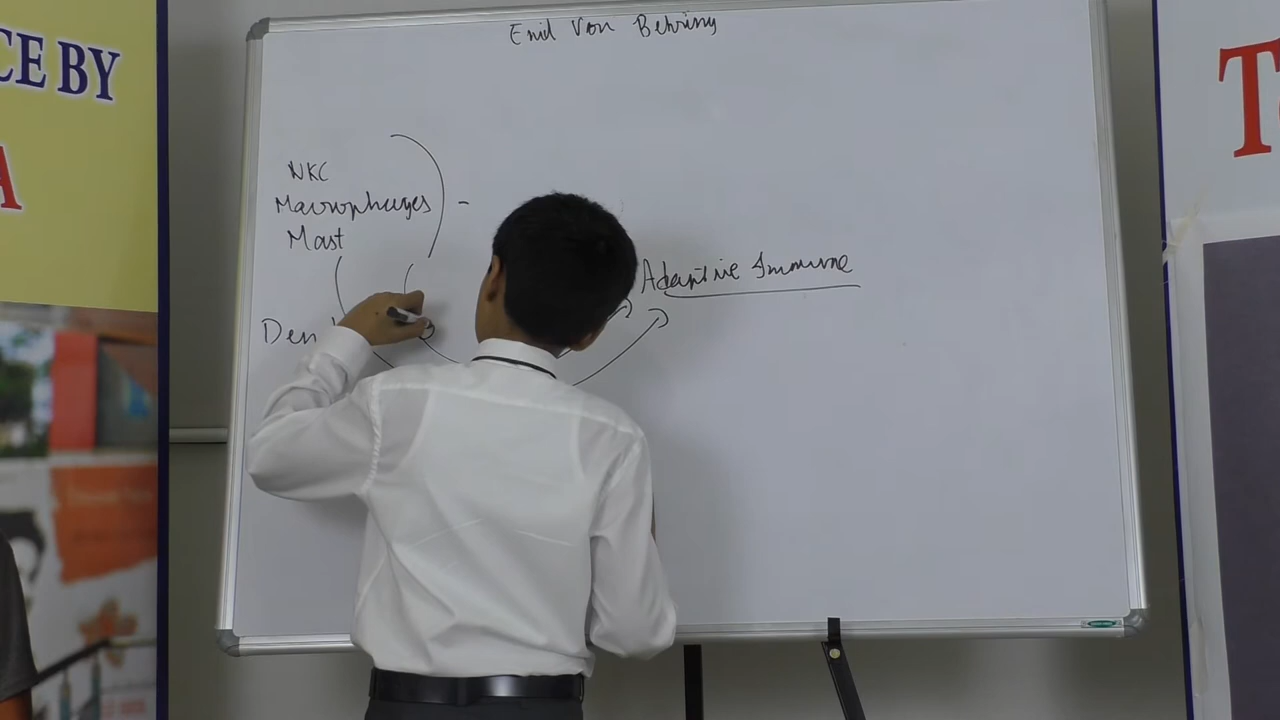 Emil Von Behring
CE BY
A
T
NKC
Macrophages -
Mast
Adaptive Immune
Den